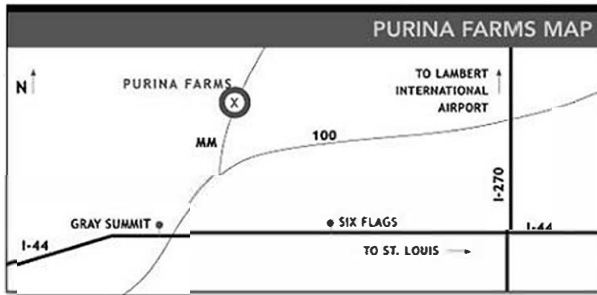 PURINA FARMS MAP
N
PURINA FARMS
X
TO LAMBERT
INTERNATIONAL
AIRPORT
100
MM
I-270
GRAY SUMMIT
SIX FLAGS
I-44
I-44
TO ST. LOUIS